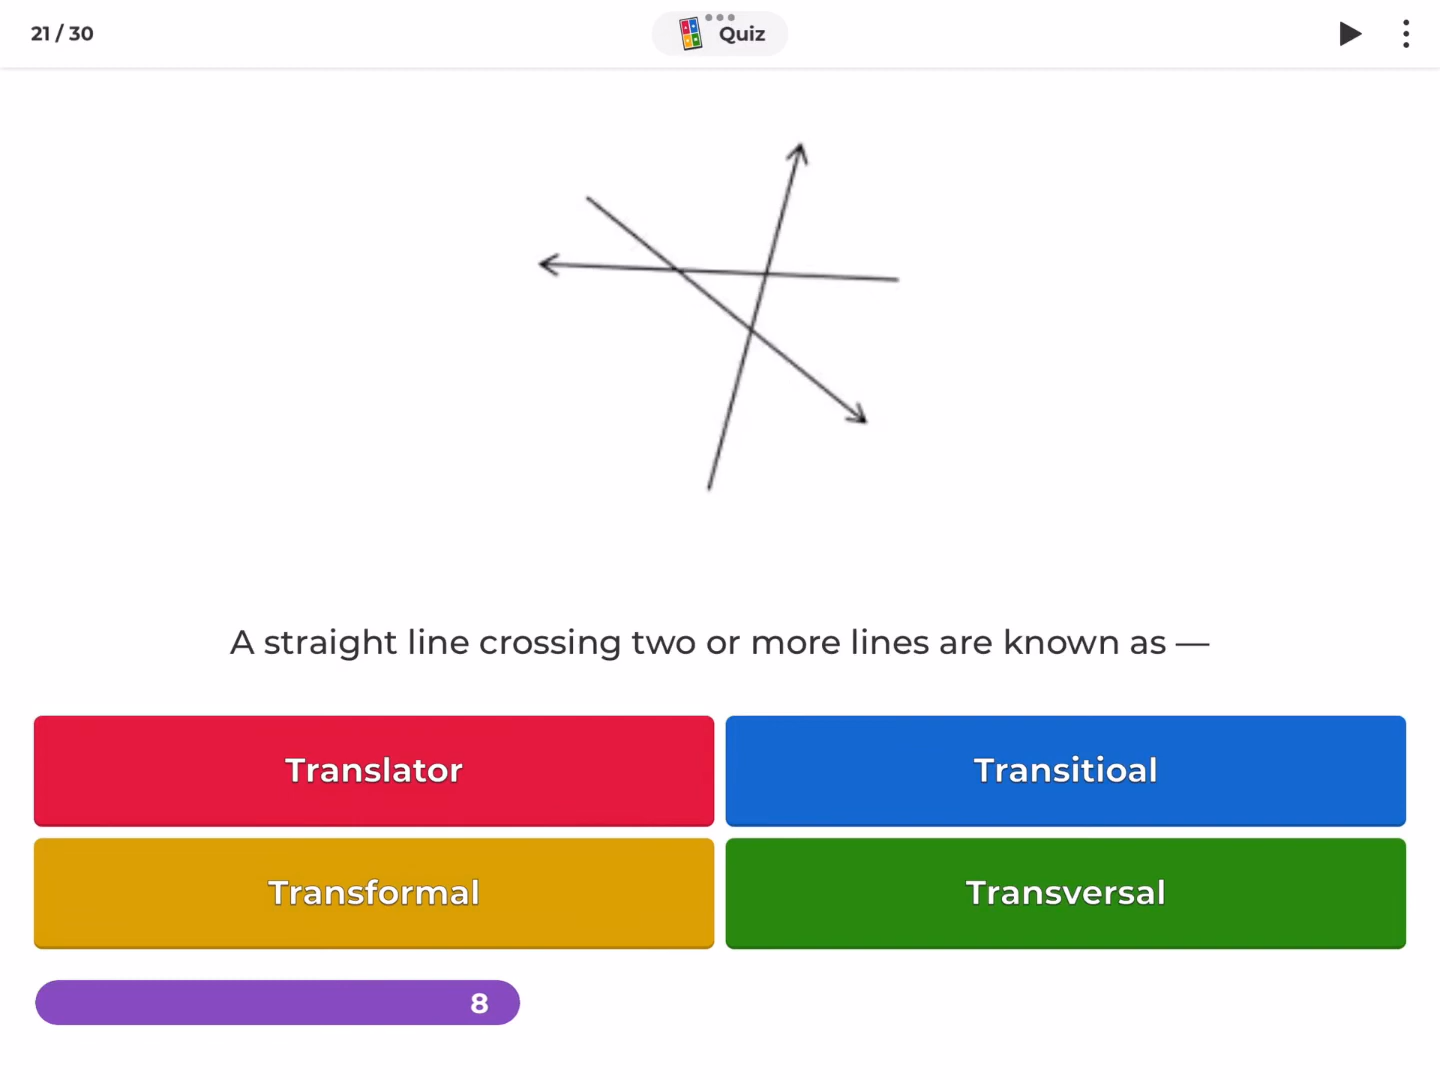 21 / 30
Quiz
A straight line crossing two or more lines are known as —
Translator
Transitioal
Transformal
Transversal
8